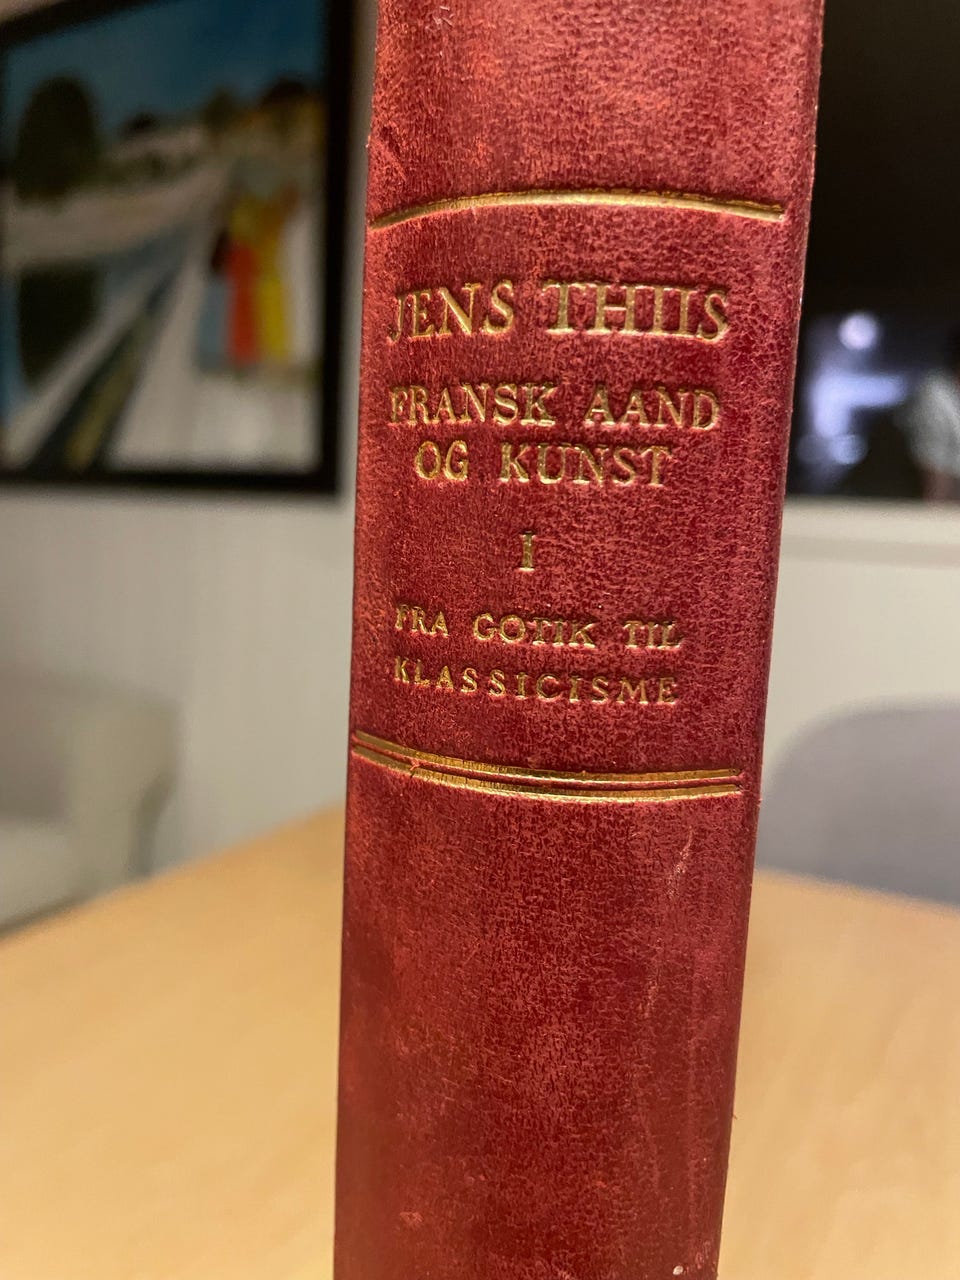 JENS THIIS
FRANSK AAND
OG KUNST
I
FRA GOTIK TIL
KLASSICISME